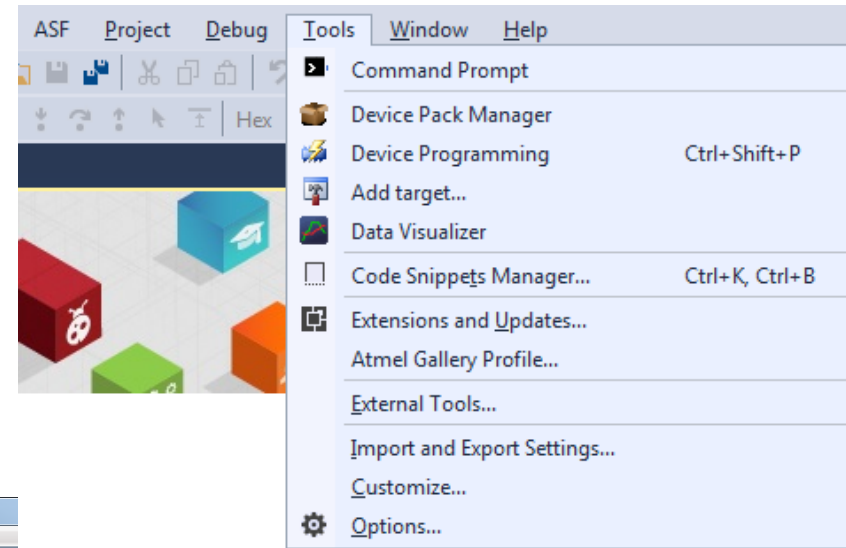 ASF Project Debug Tools Window Help
Command Prompt
Hex
Device Pack Manager
Device Programming Ctrl+Shift+P
Add target...
Data Visualizer
Code Snippets Manager... Ctrl+K, Ctrl+B
Extensions and Updates...
Atmel Gallery Profile...
External Tools...
Import and Export Settings...
Customize...
Options...